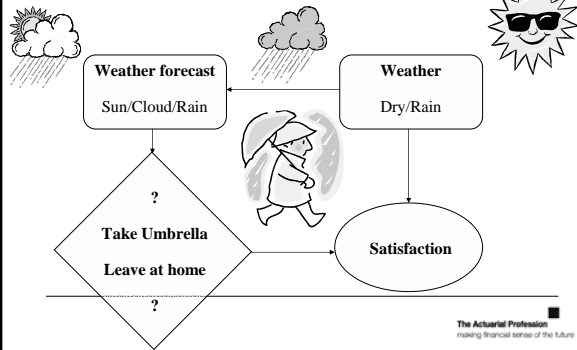 Weather forecast
Sun/Cloud/Rain
Weather
Dry/Rain
?
Take Umbrella
Leave at home
?
Satisfaction
The Actuarial Profession
making financial sense of the future